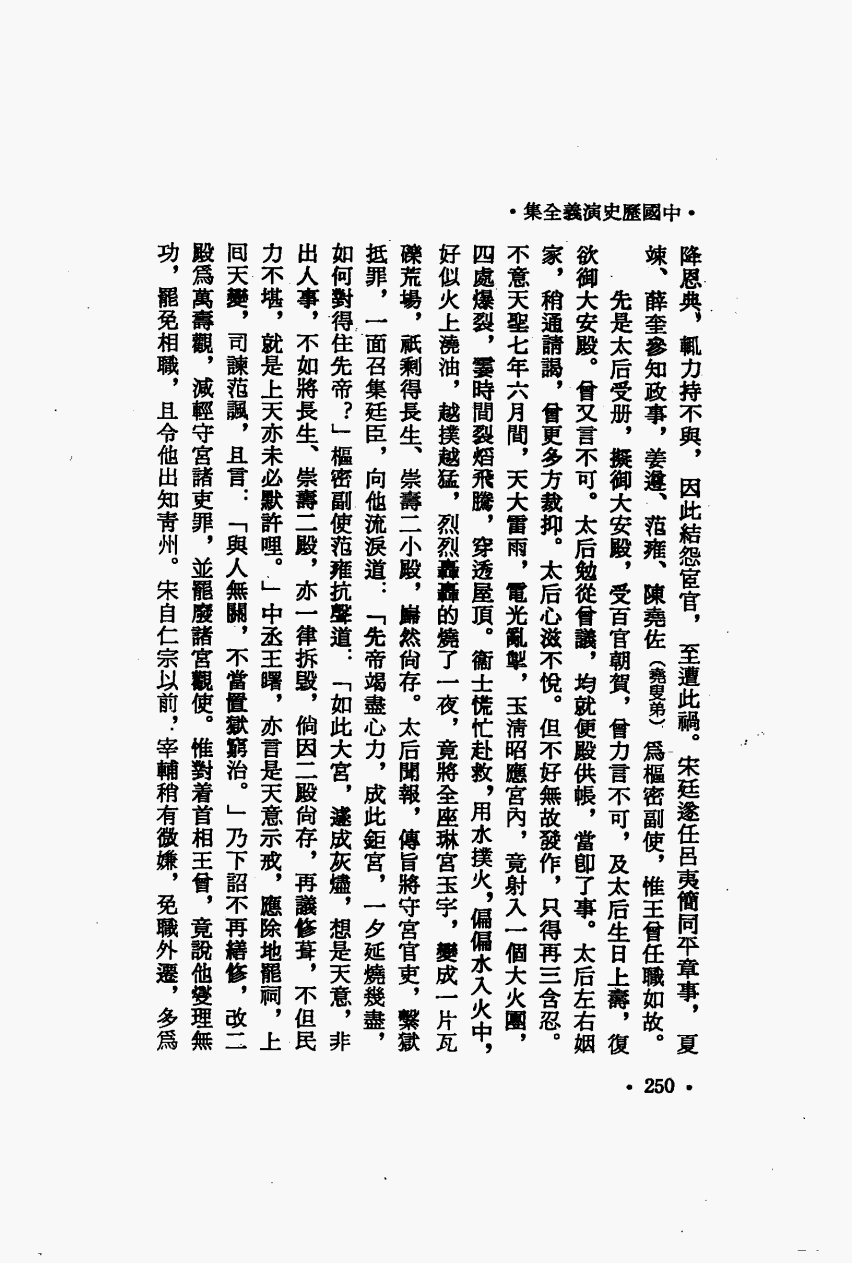 •中國歷史演義全集•
降恩典，輒力持不與，因此結怨宦官，至遭此禍。宋廷遂任呂夷簡同平章事，夏
竦、薛奎參知政事，姜遵、范雍、陳堯佐（堯叟弟）爲樞密副使，惟王曾任職如故。
先是太后受册，擬御大安殿，受百官朝賀，曾力言不可，及太后生日上壽，復
欲御大安殿。曾又言不可。太后勉從曾議，均就便殿供帳，當卽了事。太后左右姻
家，稍通請謁，曾更多方裁抑。太后心滋不悅。但不好無故發作，只得再三含忍。
不意天聖七年六月間，天大雷雨，電光亂掣，玉清昭應宮內，竟射入一個大火團，
四處爆裂，霎時間裂熖飛騰，穿透屋頂。衞士慌忙赴救，用水撲火，偏偏水入火中，
好似火上澆油，越撲越猛，烈烈轟轟的燒了一夜，竟將全座琳宮玉宇，變成一片瓦
礫荒場，祇剩得長生、崇壽二小殿，巋然尙存。太后聞報，傳旨將守宮官吏，繫獄
抵罪，一面召集廷臣，向他流淚道：「先帝竭盡心力，成此鉅宮，一夕延燒幾盡，
如何對得住先帝？」樞密副使范雍抗聲道：「如此大宮，遽成灰燼，想是天意，非
出人事，不如將長生、崇壽二殿，亦一律拆毀，倘因二殿尙存，再議修葺，不但民
力不堪，就是上天亦未必默許哩。」中丞王曙，亦言是天意示戒，應除地罷祠，上
回天變，司諫范諷，且言：「與人無關，不當置獄窮治。」乃下詔不再繕修，改二
殿爲萬壽觀，減輕守宮諸吏罪，並罷廢諸宮觀使。惟對着首相王曾，竟說他燮理無
功，罷免相職，且令他出知靑州。宋自仁宗以前，宰輔稍有微嫌，免職外遷，多爲
•250•